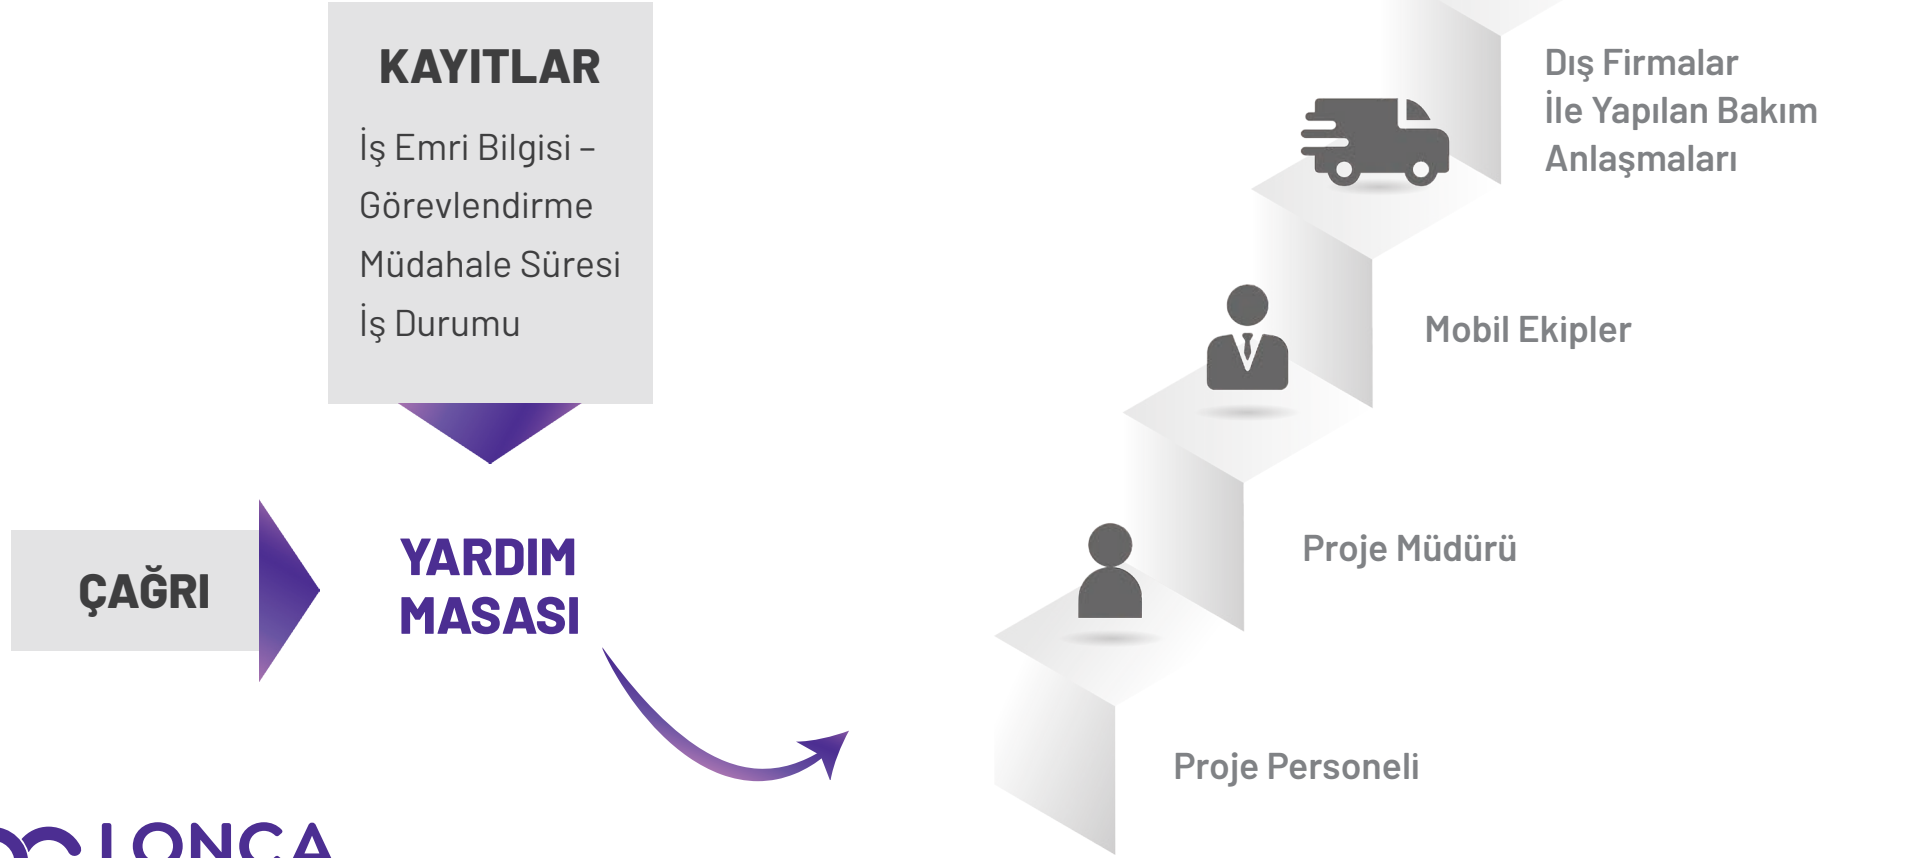 KAYITLAR
İş Emri Bilgisi –
Görevlendirme
Müdahale Süresi
İş Durumu
ÇAĞRI
YARDIM
MASASI
Dış Firmalar
İle Yapılan Bakım
Anlaşmaları
Mobil Ekipler
Proje Müdürü
Proje Personeli
LONCA